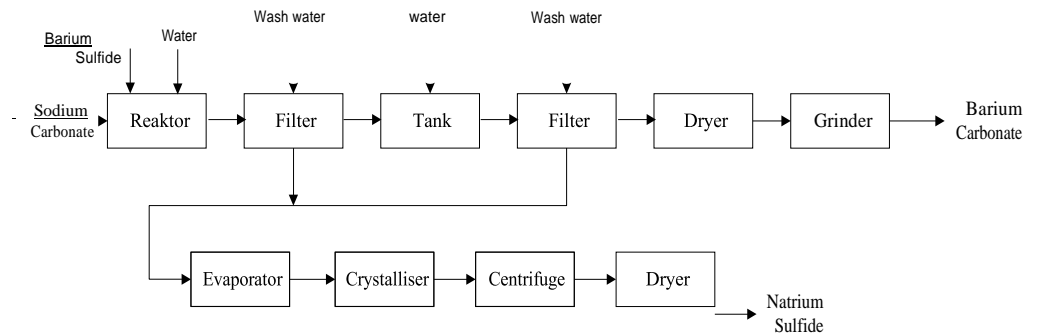 Wash water
water
Wash water
Barium
Sulfide
Water
Sodium
Carbonate
Reaktor
Filter
Tank
Filter
Dryer
Grinder
Barium
Carbonate
Evaporator
Crystalliser
Centrifuge
Dryer
Natrium
Sulfide